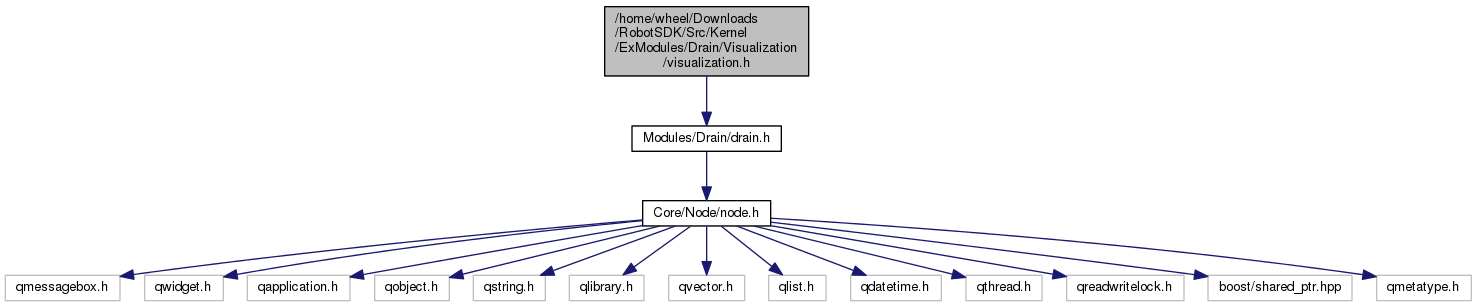 /home/wheel/Downloads
/RobotSDK/Src/Kernel
/ExModules/Drain/Visualization
/visualization.h
Modules/Drain/drain.h
Core/Node/node.h
qmessagebox.h
qwidget.h
qapplication.h
qobject.h
qstring.h
qlibrary.h
qvector.h
qlist.h
qdatetime.h
qthread.h
qreadwritelock.h
boost/shared_ptr.hpp
qmetatype.h